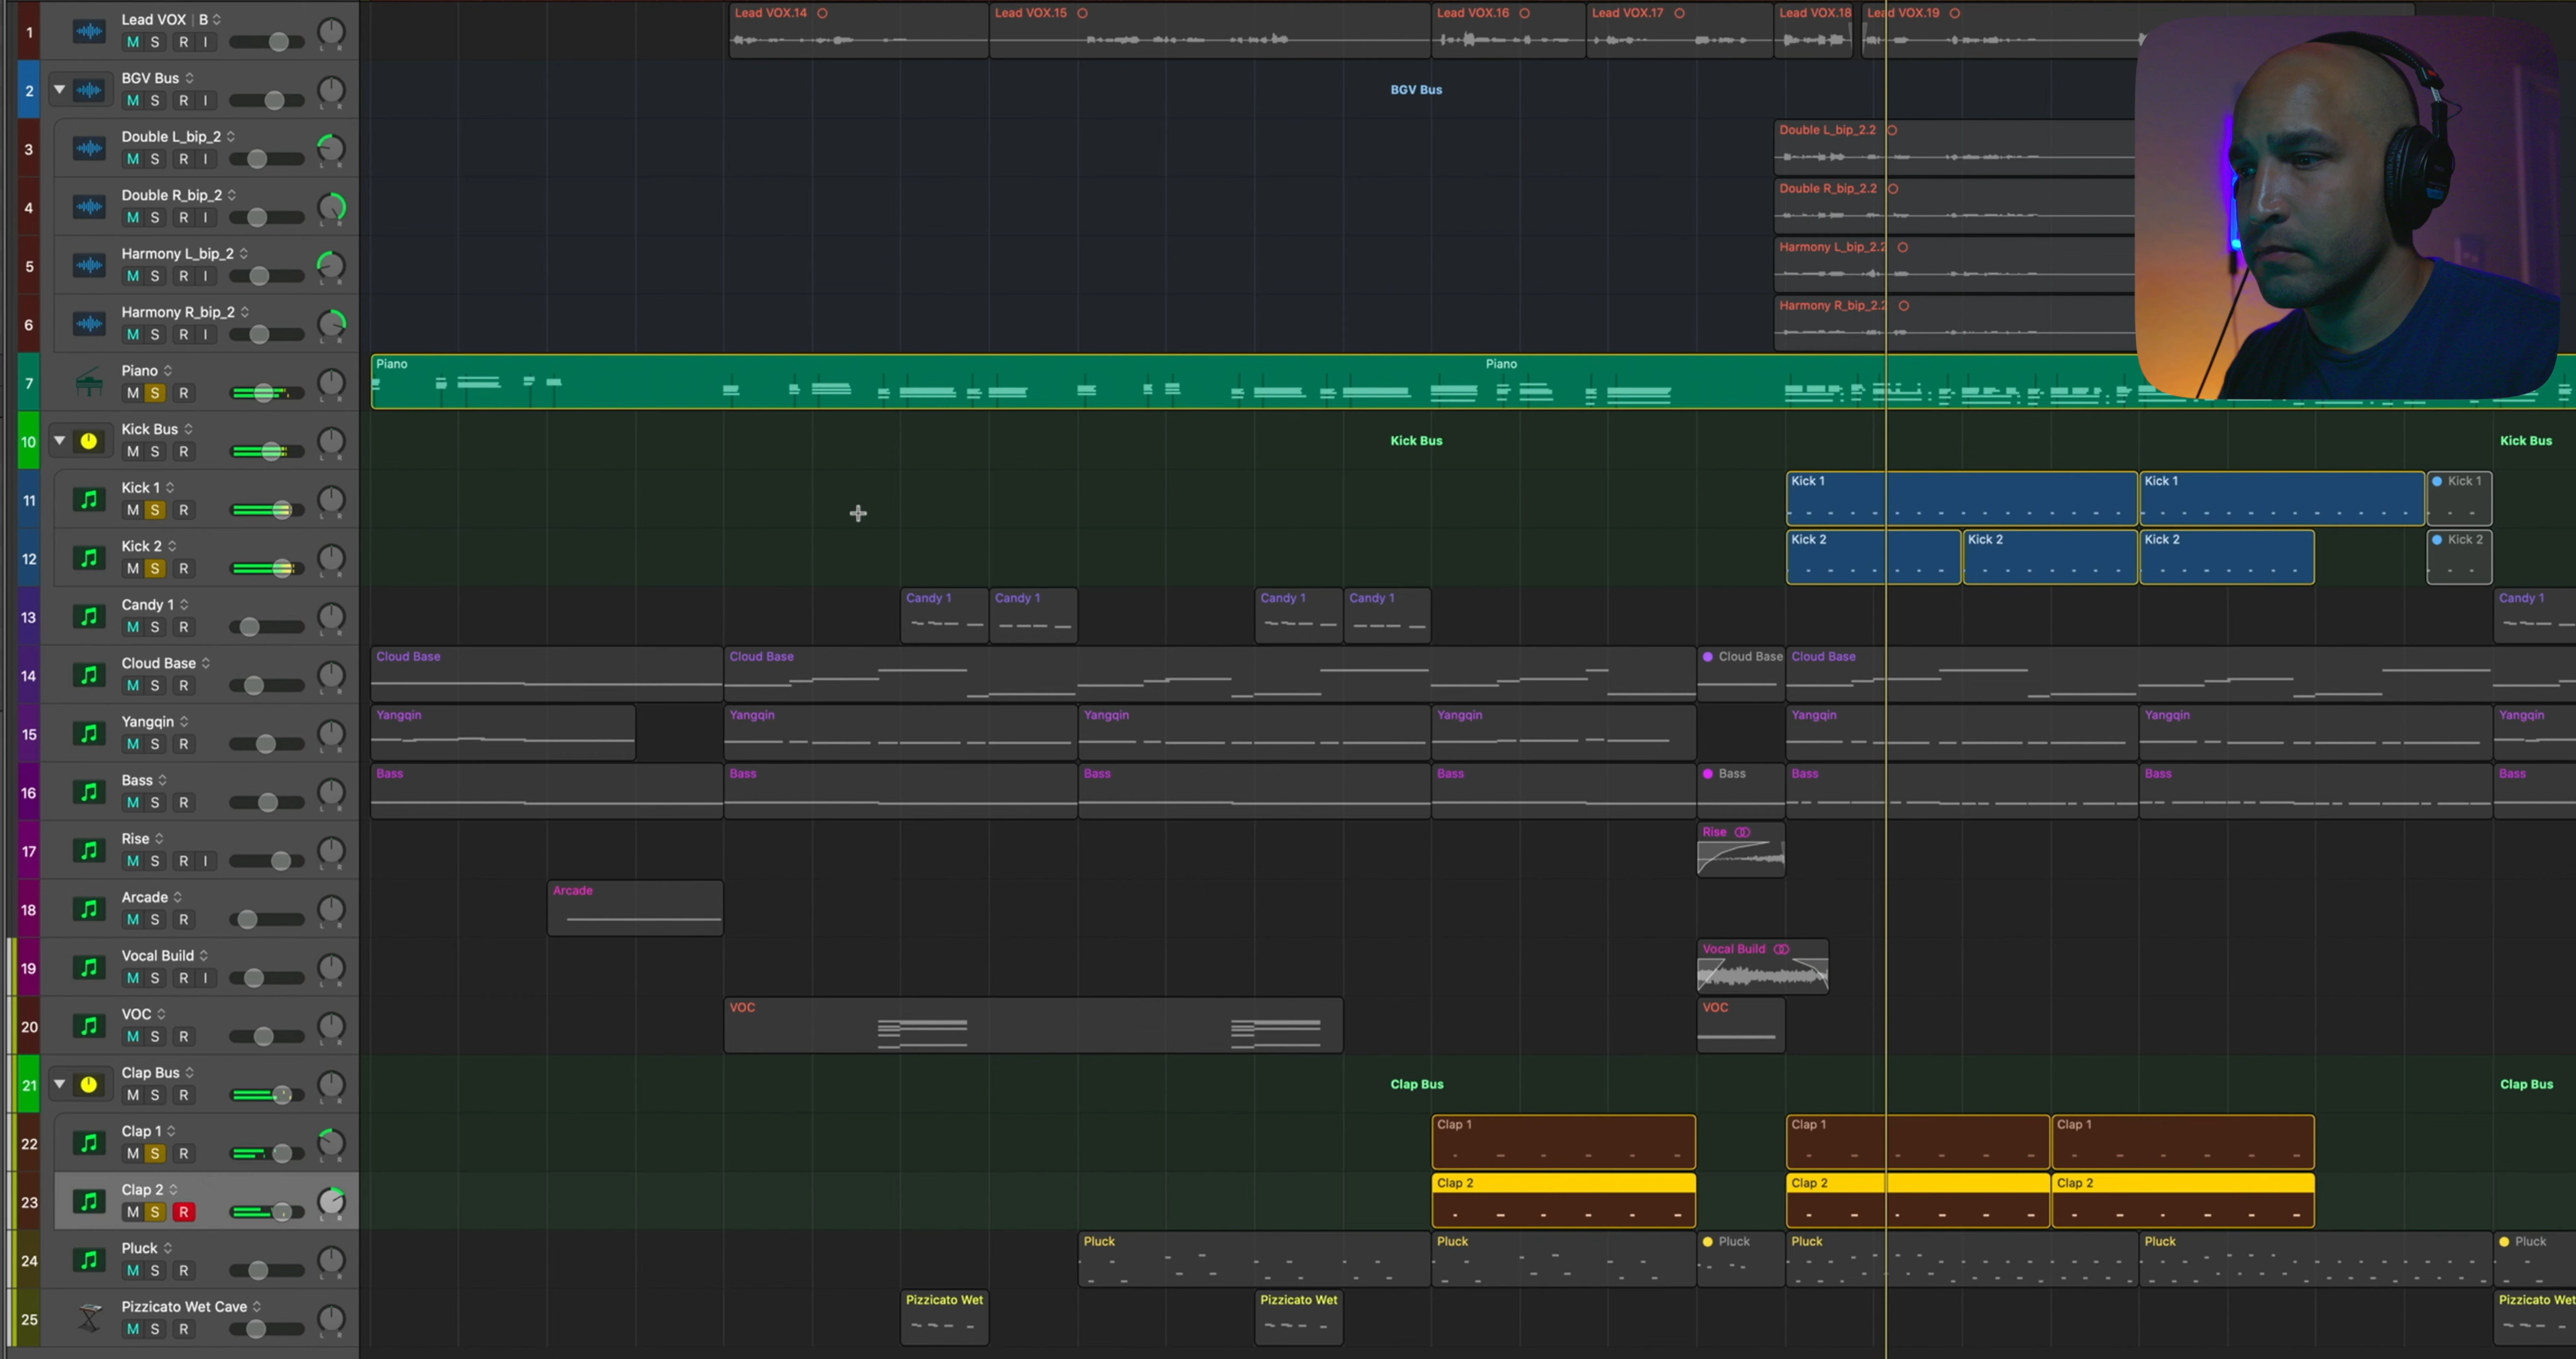 1 Lead VOX B Lead VOX.14 Lead VOX.15 Lead VOX.16 Lead VOX.17 Lead VOX.18 Lead VOX.19
M S R I
2 BGV Bus BGV Bus
M S R I
3 Double L_bip_2 Double L_bip_2.2
M S R I
4 Double R_bip_2 Double R_bip_2.2
M S R I
5 Harmony L_bip_2 Harmony L_bip_2.2
M S R I
6 Harmony R_bip_2 Harmony R_bip_2.2
M S R I
7 Piano Piano Piano
M S R
10 Kick Bus Kick Bus Kick Bus
M S R
11 Kick 1 Kick 1 Kick 1 Kick 1
M S R
12 Kick 2 Kick 2 Kick 2 Kick 2 Kick 2
M S R
13 Candy 1 Candy 1 Candy 1 Candy 1 Candy 1 Candy 1
M S R
14 Cloud Base Cloud Base Cloud Base Cloud Base Cloud Base
M S R
15 Yangqin Yangqin Yangqin Yangqin Yangqin Yangqin Yangqin Yangqin
M S R
16 Bass Bass Bass Bass Bass Bass Bass Bass Bass
M S R
17 Rise Rise
M S R I
18 Arcade Arcade
M S R
19 Vocal Build Vocal Build
M S R I
20 VOC VOC VOC
M S R
21 Clap Bus Clap Bus Clap Bus
M S R
22 Clap 1 Clap 1 Clap 1 Clap 1
M S R
23 Clap 2 Clap 2 Clap 2 Clap 2
M S R
24 Pluck Pluck Pluck Pluck Pluck Pluck Pluck
M S R
25 Pizzicato Wet Cave Pizzicato Wet Pizzicato Wet Pizzicato Wet
M S R